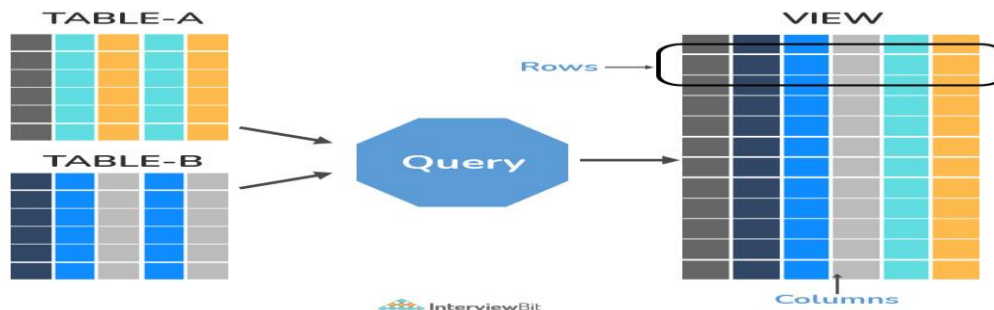 TABLE-A
VIEW
Rows
TABLE-B
Query
Columns
InterviewBit